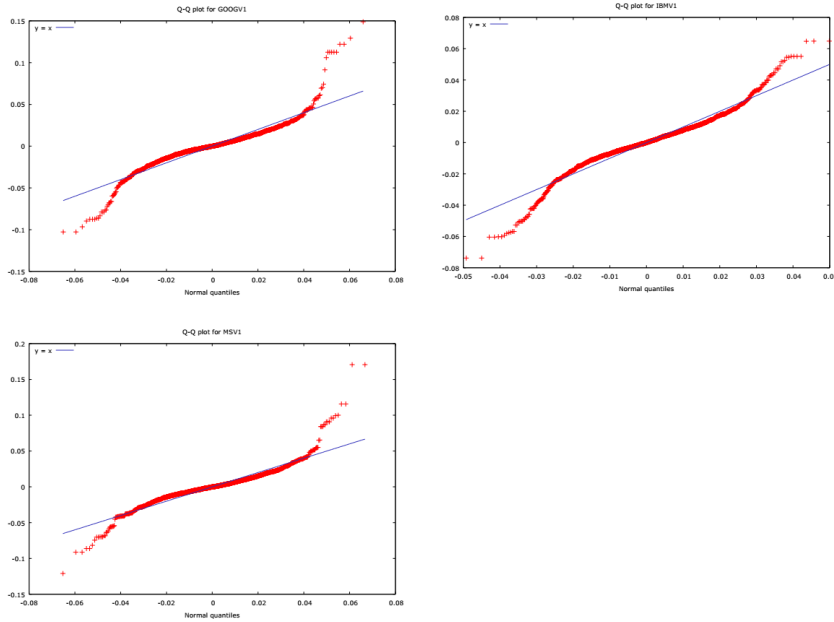 Q-Q plot for GOOGV1
y = x
0.15
0.1
0.05
0
-0.05
-0.1
-0.15
-0.08 -0.06 -0.04 -0.02 0 0.02 0.04 0.06 0.08
Normal quantiles
Q-Q plot for IBMV1
y = x
0.08
0.06
0.04
0.02
0
-0.02
-0.04
-0.06
-0.08
-0.05 -0.04 -0.03 -0.02 -0.01 0 0.01 0.02 0.03 0.04 0.0
Normal quantiles
Q-Q plot for MSV1
y = x
0.2
0.15
0.1
0.05
0
-0.05
-0.1
-0.15
-0.08 -0.06 -0.04 -0.02 0 0.02 0.04 0.06 0.08
Normal quantiles